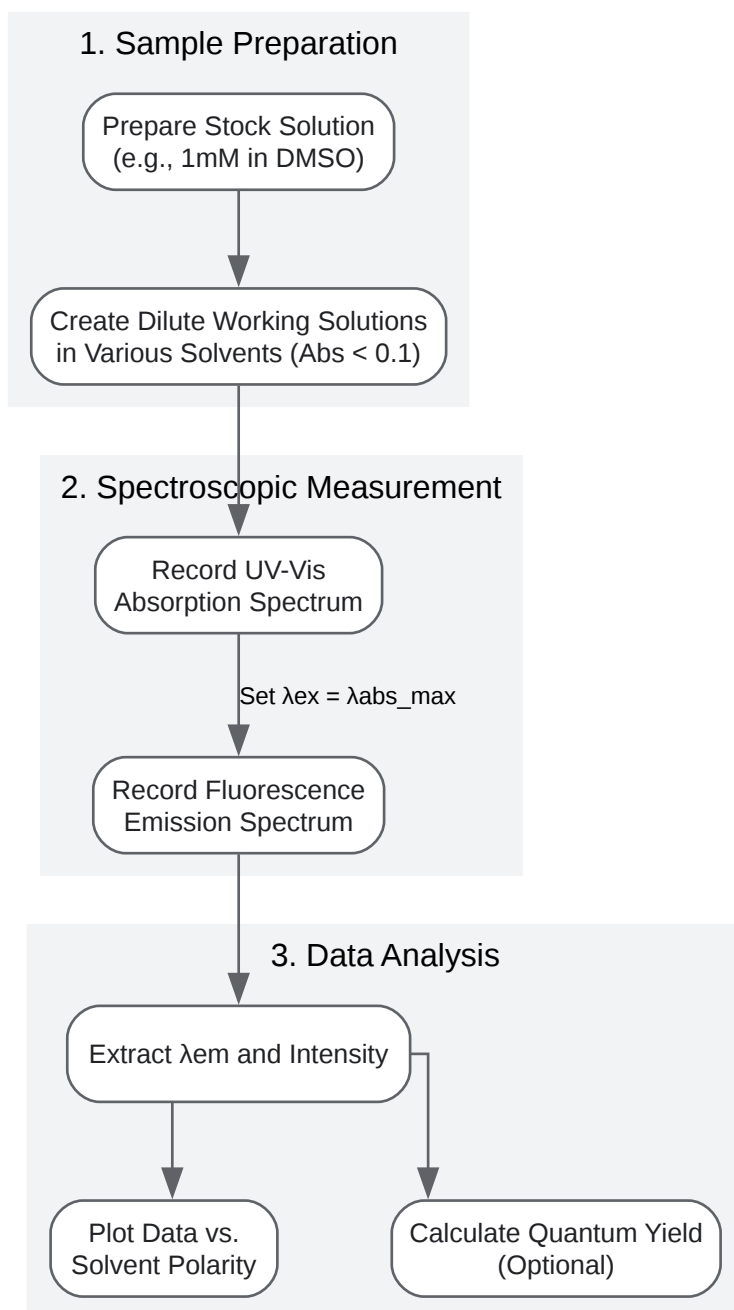 1. Sample Preparation
Prepare Stock Solution
(e.g., 1mM in DMSO)
Create Dilute Working Solutions
in Various Solvents (Abs < 0.1)
2. Spectroscopic Measurement
Record UV-Vis
Absorption Spectrum
Set λex = λabs_max
Record Fluorescence
Emission Spectrum
3. Data Analysis
Extract λem and Intensity
Plot Data vs.
Solvent Polarity
Calculate Quantum Yield
(Optional)